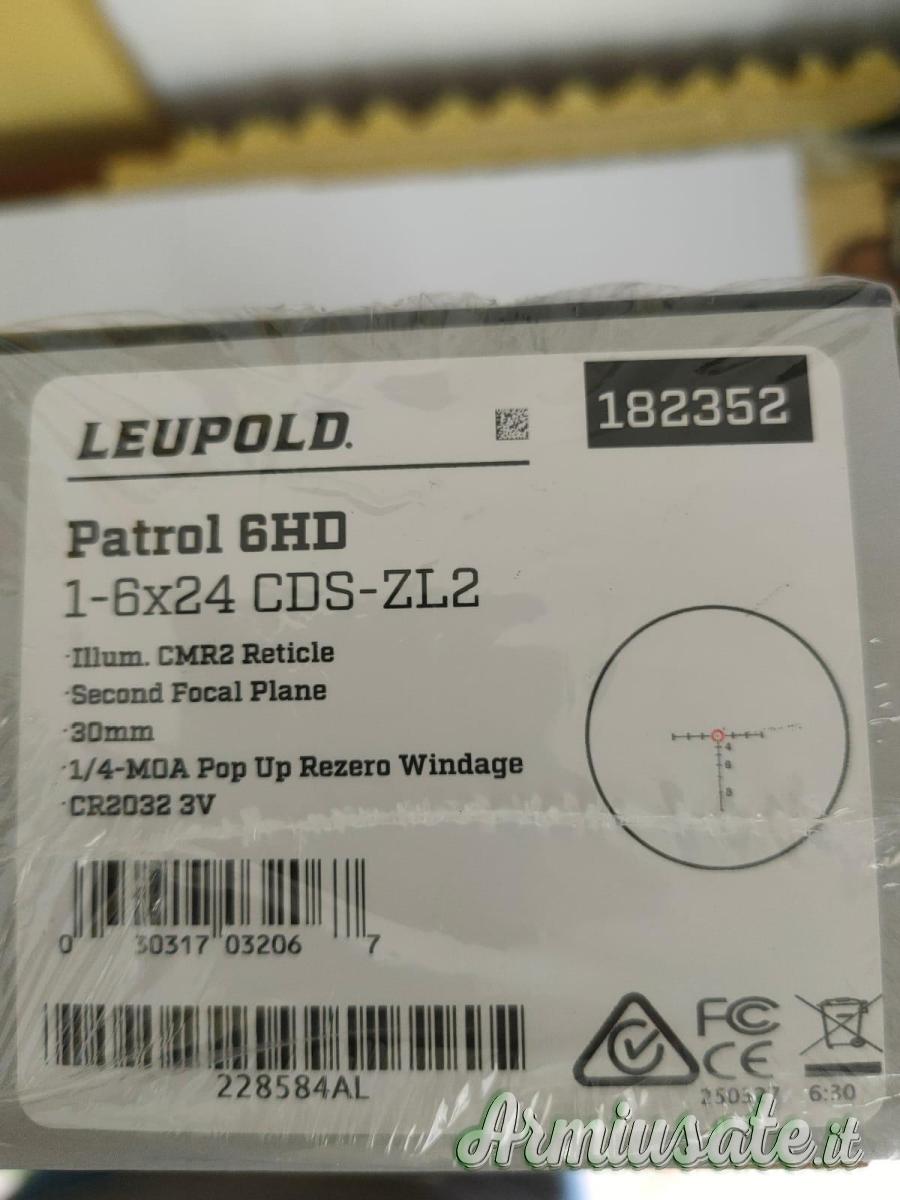 LEUPOLD.
182352
Patrol 6HD
1-6x24 CDS-ZL2
·Illum. CMR2 Reticle
·Second Focal Plane
·30mm
·1/4-MOA Pop Up Rezero Windage
·CR2032 3V
4
6
8
0 30317 03206 7
228584AL
FC
CE
6:30
Armiusate.it